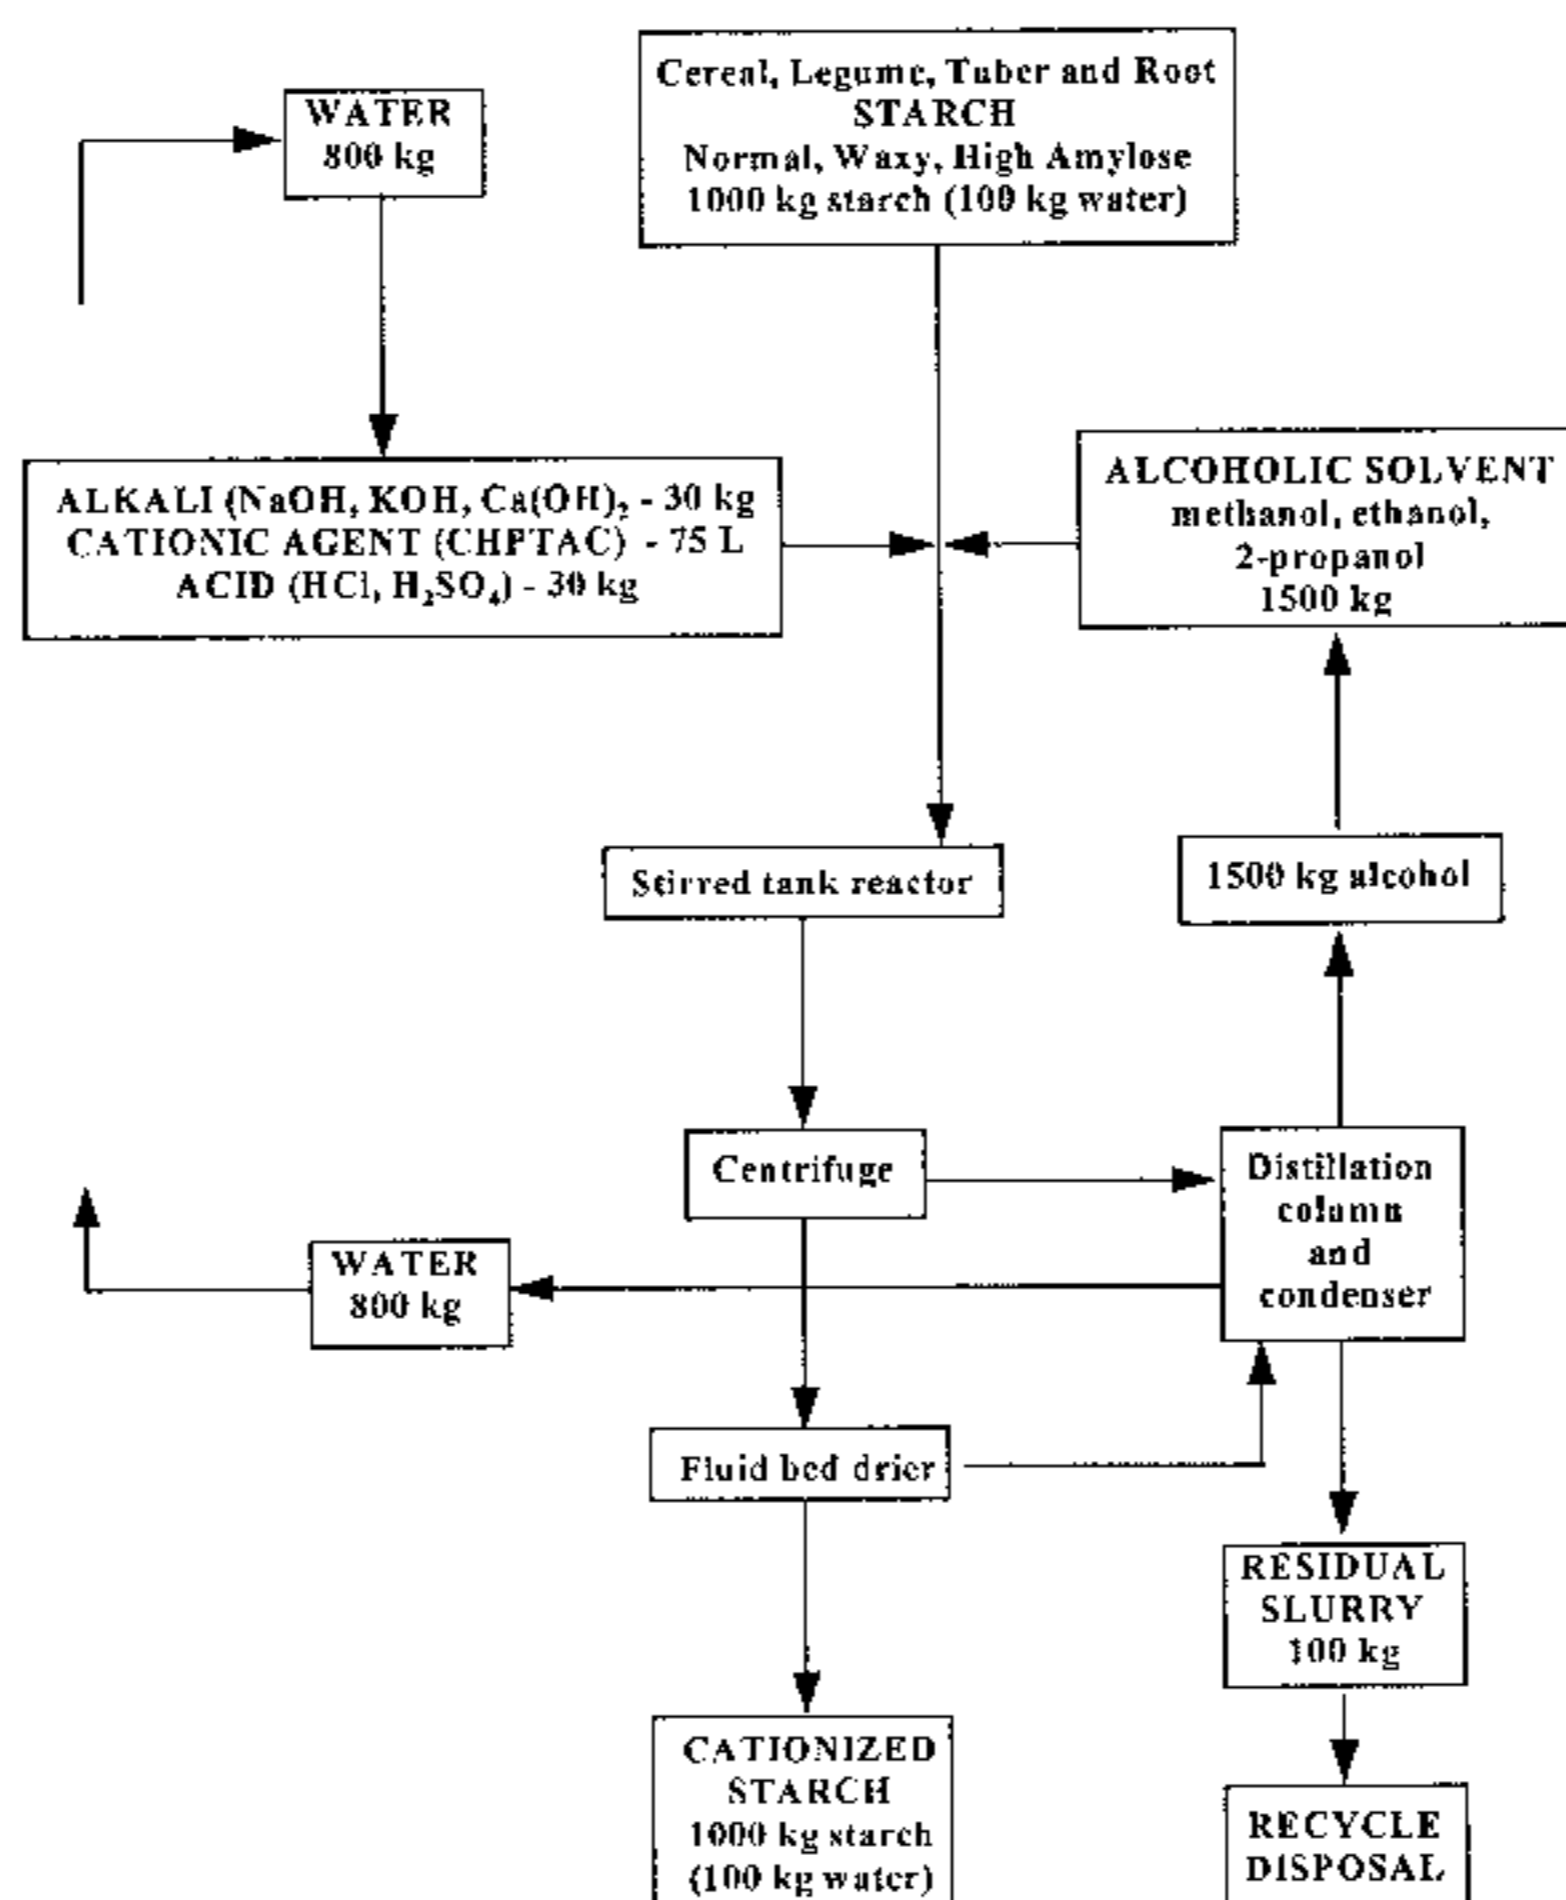 Cereal, Legume, Tuber and Root
STARCH
Normal, Waxy, High Amylose
1000 kg starch (100 kg water)
WATER
800 kg
ALKALI (NaOH, KOH, Ca(OH)₂ - 30 kg
CATIONIC AGENT (CHPTAC) - 75 L
ACID (HCl, H₂SO₄) - 30 kg
ALCOHOLIC SOLVENT
methanol, ethanol,
2-propanol
1500 kg
Stirred tank reactor
1500 kg alcohol
Centrifuge
Distillation
column
and
condenser
WATER
800 kg
Fluid bed drier
RESIDUAL
SLURRY
100 kg
CATIONIZED
STARCH
1000 kg starch
(100 kg water)
RECYCLE
DISPOSAL